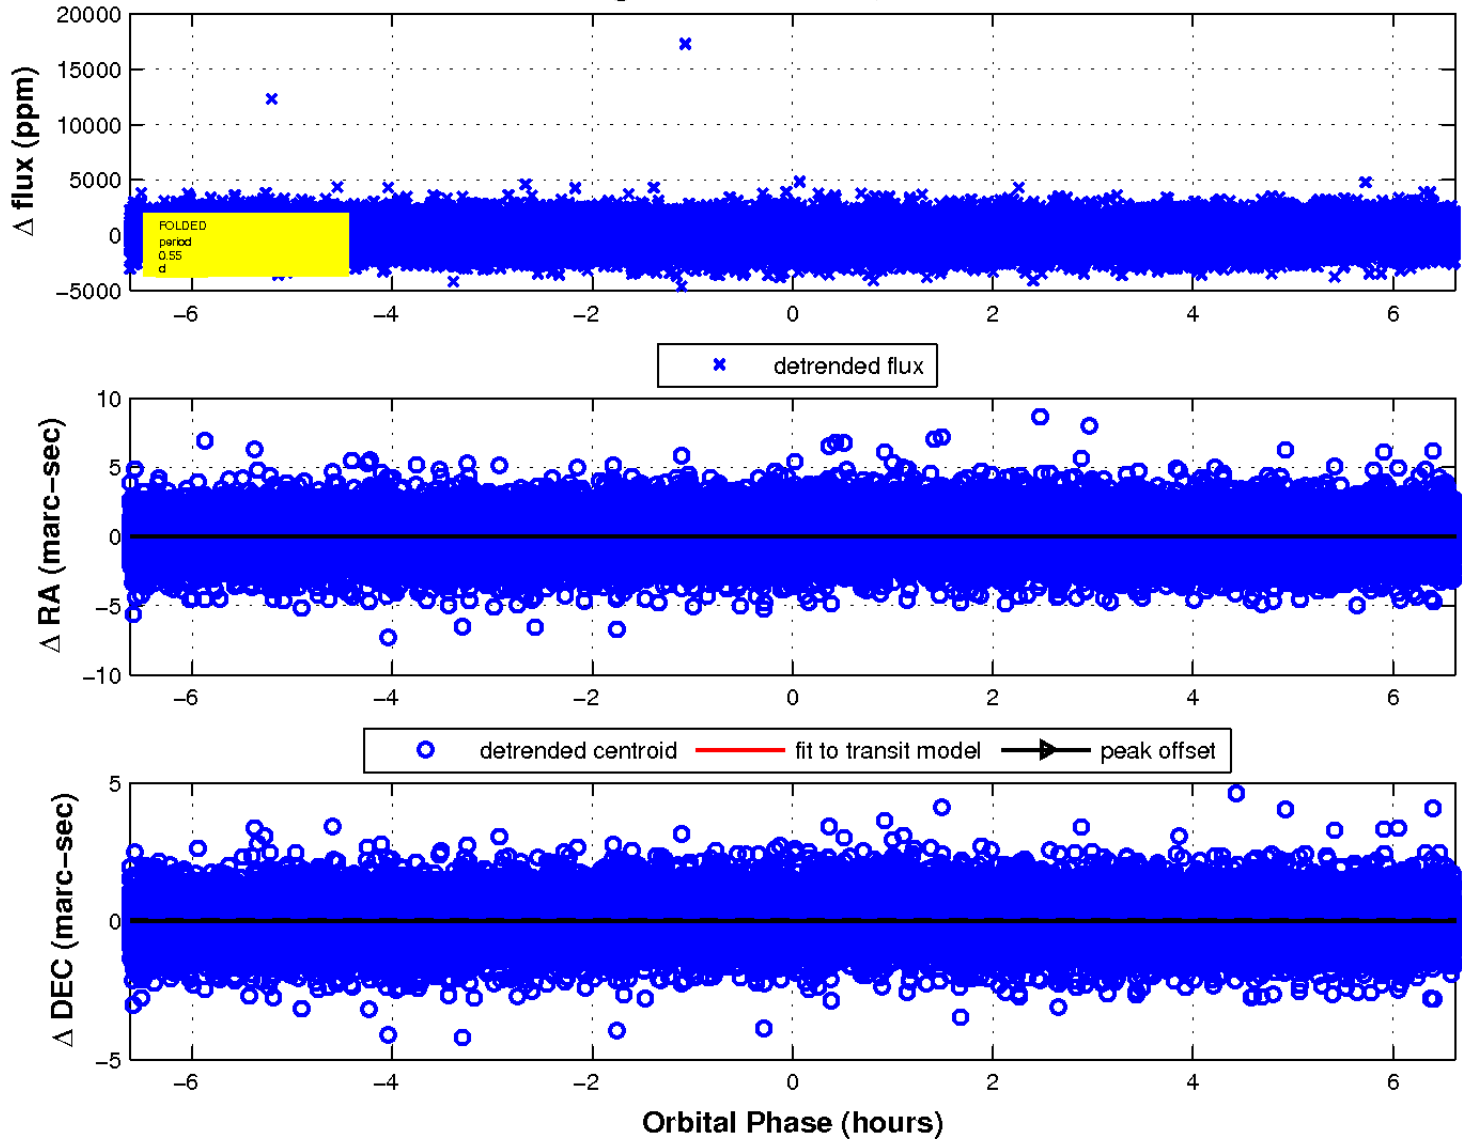 20000
15000
10000
5000
0
−5000
Δ flux (ppm)
FOLDED
period
0.55
d
−6 −4 −2 0 2 4 6
detrended flux
10
5
0
−5
−10
Δ RA (marc−sec)
−6 −4 −2 0 2 4 6
detrended centroid fit to transit model peak offset
5
0
−5
Δ DEC (marc−sec)
−6 −4 −2 0 2 4 6
Orbital Phase (hours)